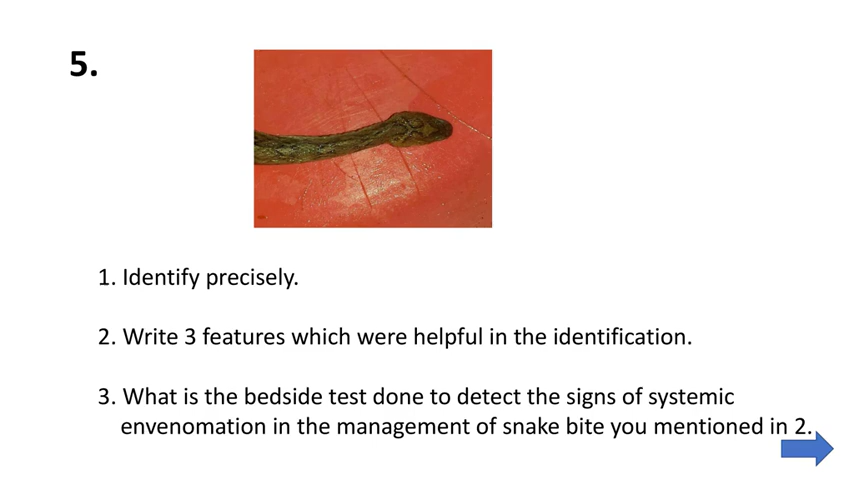 5.
1. Identify precisely.
2. Write 3 features which were helpful in the identification.
3. What is the bedside test done to detect the signs of systemic
envenomation in the management of snake bite you mentioned in 2.